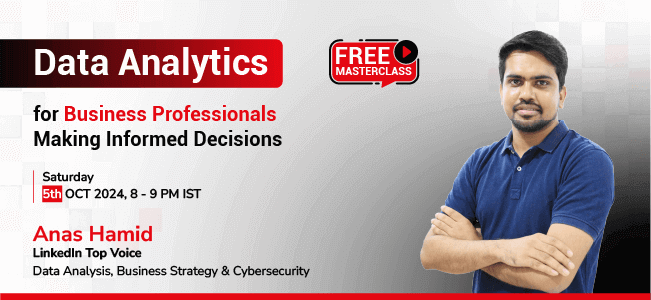 Data Analytics
FREE
MASTERCLASS
for Business Professionals
Making Informed Decisions
Saturday
5th OCT 2024, 8 - 9 PM IST
Anas Hamid
LinkedIn Top Voice
Data Analysis, Business Strategy & Cybersecurity